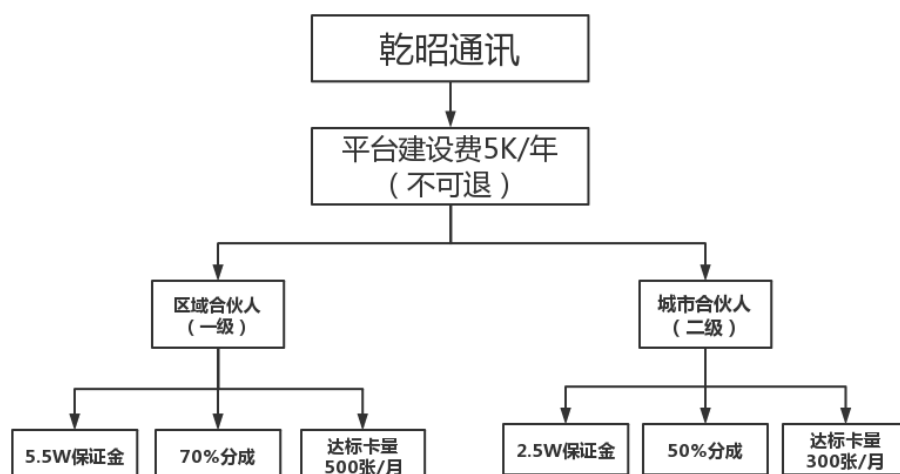 乾昭通讯
平台建设费5K/年
（不可退）
区域合伙人
（一级）
城市合伙人
（二级）
5.5W保证金
70%分成
达标卡量
500张/月
2.5W保证金
50%分成
达标卡量
300张/月